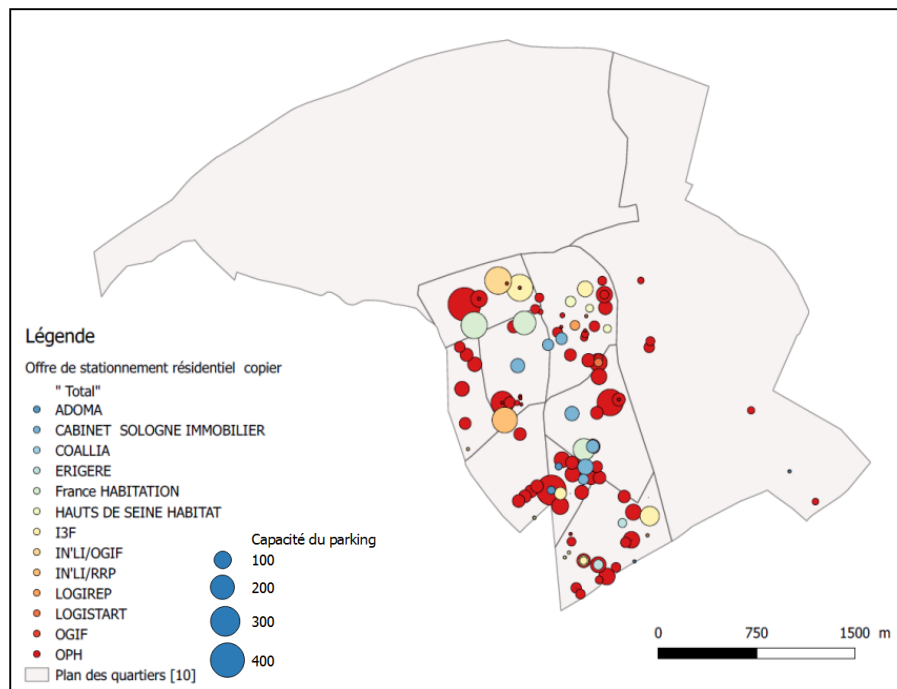 Légende
Offre de stationnement résidentiel copier
" Total"
ADOMA
CABINET SOLOGNE IMMOBILIER
COALLIA
ERIGERE
France HABITATION
HAUTS DE SEINE HABITAT
I3F
IN'LI/OGIF
IN'LI/RRP
LOGIREP
LOGISTART
OGIF
OPH
Plan des quartiers [10]
Capacité du parking
100
200
300
400
0 750 1500 m